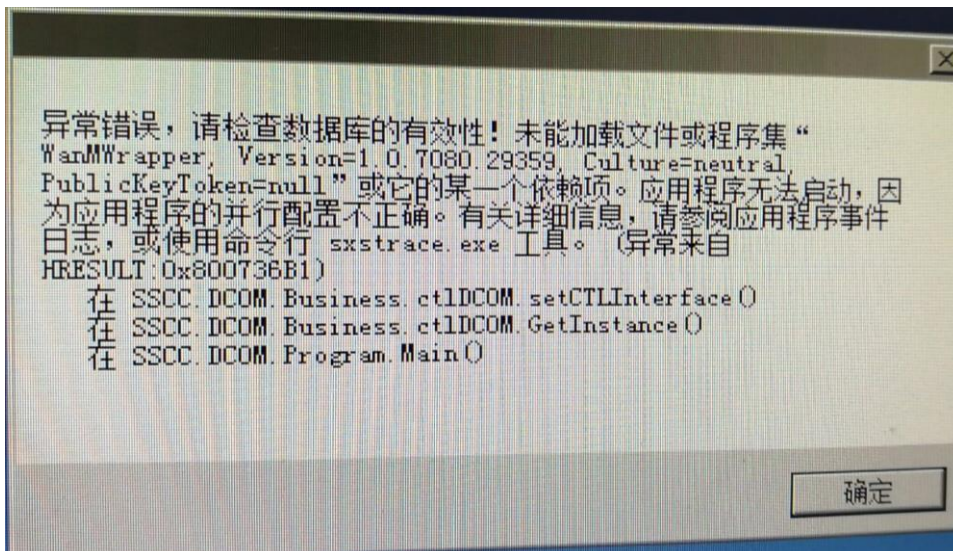 异常错误，请检查数据库的有效性！未能加载文件或程序集“
WanMWrapper, Version=1.0.7080.29359, Culture=neutral,
PublicKeyToken=null”或它的某一个依赖项。应用程序无法启动，因
为应用程序的并行配置不正确。有关详细信息，请参阅应用程序事件
日志，或使用命令行 sxstrace.exe 工具。 (异常来自
HRESULT:0x800736B1)
在 SSCC.DCOM.Business.ctlDCOM.setCTLInterface()
在 SSCC.DCOM.Business.ctlDCOM.GetInstance()
在 SSCC.DCOM.Program.Main()
确定